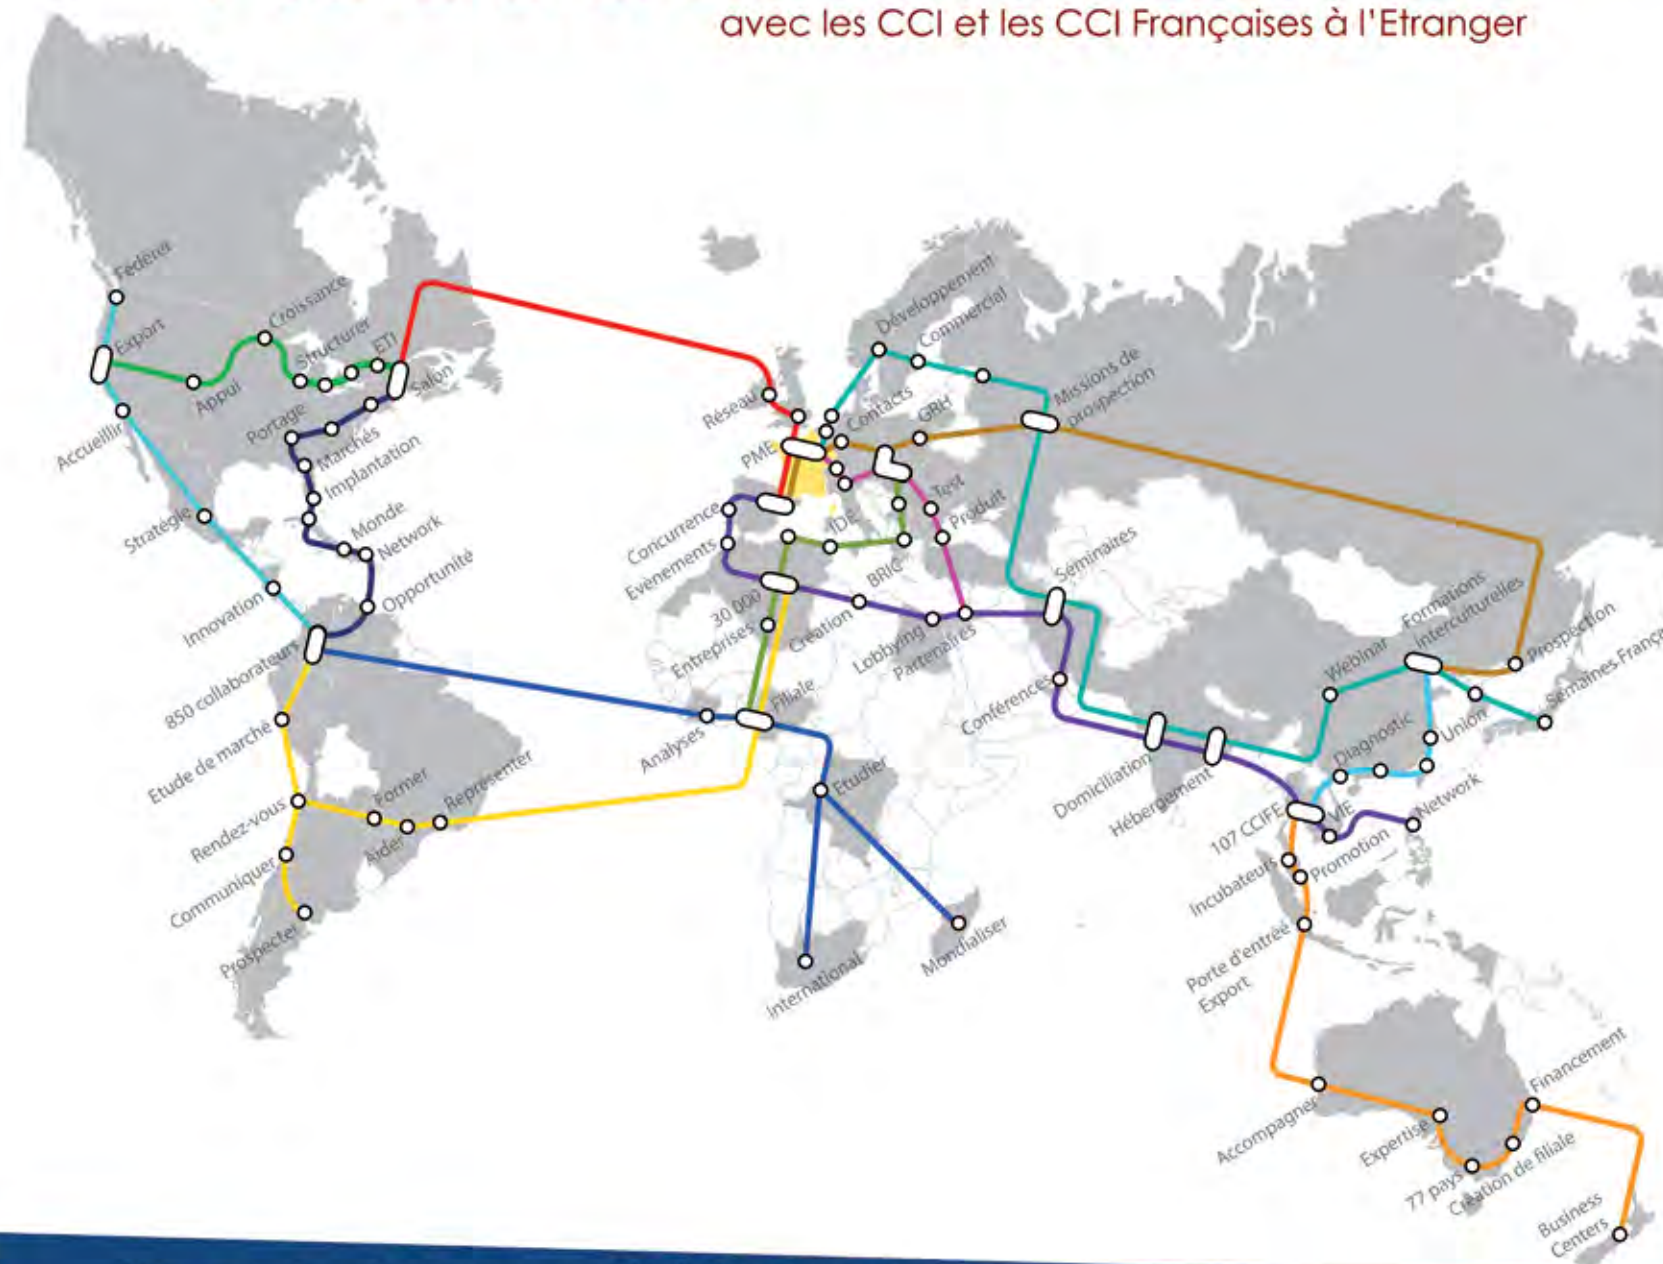 avec les CCI et les CCI Françaises à l'Etranger
Fédérer
Export
Croissance
Structurer
ETI
Salon
Appui
Accueillir
Portage
Marchés
Implantation
Stratégie
Monde
Network
Opportunité
Innovation
850 collaborateurs
Etude de marché
Rendez-vous
Former
Représenter
Aider
Communiquer
Prospecter
Réseau
PME
Contacts
GRH
Développement
Commercial
Missions de
prospection
Concurrence
Evènements
IDE
Test
Produit
BRIC
30 000
Entreprises
Création
Lobbying
Partenaires
Séminaires
Filiale
Analyses
Etudier
International
Mondialiser
Conférences
Domiciliation
Hébergement
Webinar
Formations
interculturelles
Prospection
Semaines França
Union
Diagnostic
107 CCIFE
VIE
Network
Promotion
Incubateurs
Porte d'entrée
Export
Accompagner
Expertise
77 pays
Création de filiale
Financement
Business
Centers